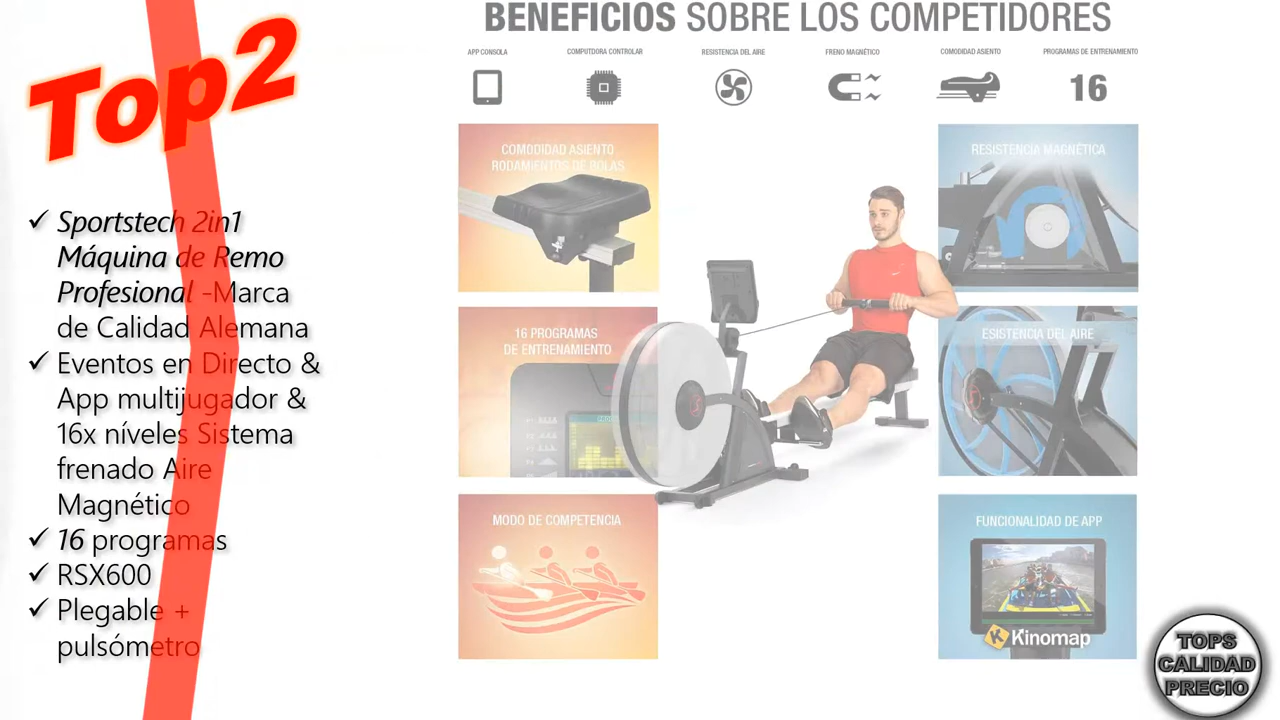 Top2
BENEFICIOS SOBRE LOS COMPETIDORES
APP CONSOLA
COMPUTDORA CONTROLAR
RESISTENCIA DEL AIRE
FRENO MAGNÉTICO
COMODIDAD ASIENTO
PROGRAMAS DE ENTRENAMIENTO
16
✓ Sportstech 2in1
Máquina de Remo
Profesional -Marca
de Calidad Alemana
✓ Eventos en Directo &
App multijugador &
16x níveles Sistema
frenado Aire
Magnético
✓ 16 programas
✓ RSX600
✓ Plegable +
pulsómetro
COMODIDAD ASIENTO
RODAMIENTOS DE BOLAS
16 PROGRAMAS
DE ENTRENAMIENTO
MODO DE COMPETENCIA
RESISTENCIA MAGNÉTICA
ESISTENCIA DEL AIRE
FUNCIONALIDAD DE APP
Kinomap
TOPS
CALIDAD
PRECIO